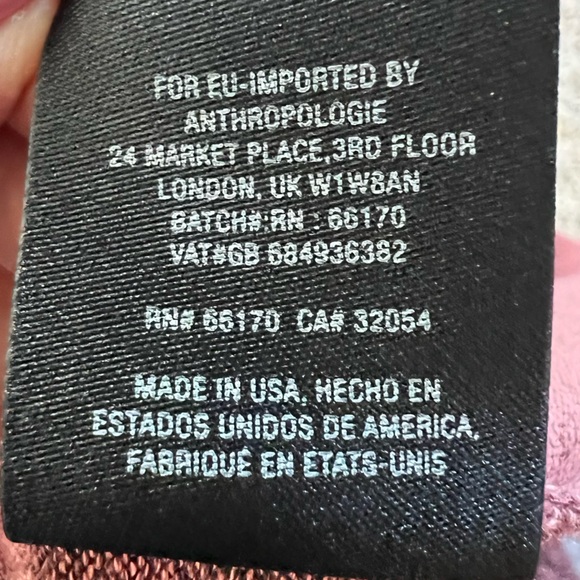 FOR EU-IMPORTED BY
ANTHROPOLOGIE
24 MARKET PLACE,3RD FLOOR
LONDON, UK W1W8AN
BATCH#:RN : 66170
VAT#GB 684936382
RN# 66170 CA# 32054
MADE IN USA. HECHO EN
ESTADOS UNIDOS DE AMERICA.
FABRIQUÉ EN ETATS-UNIS